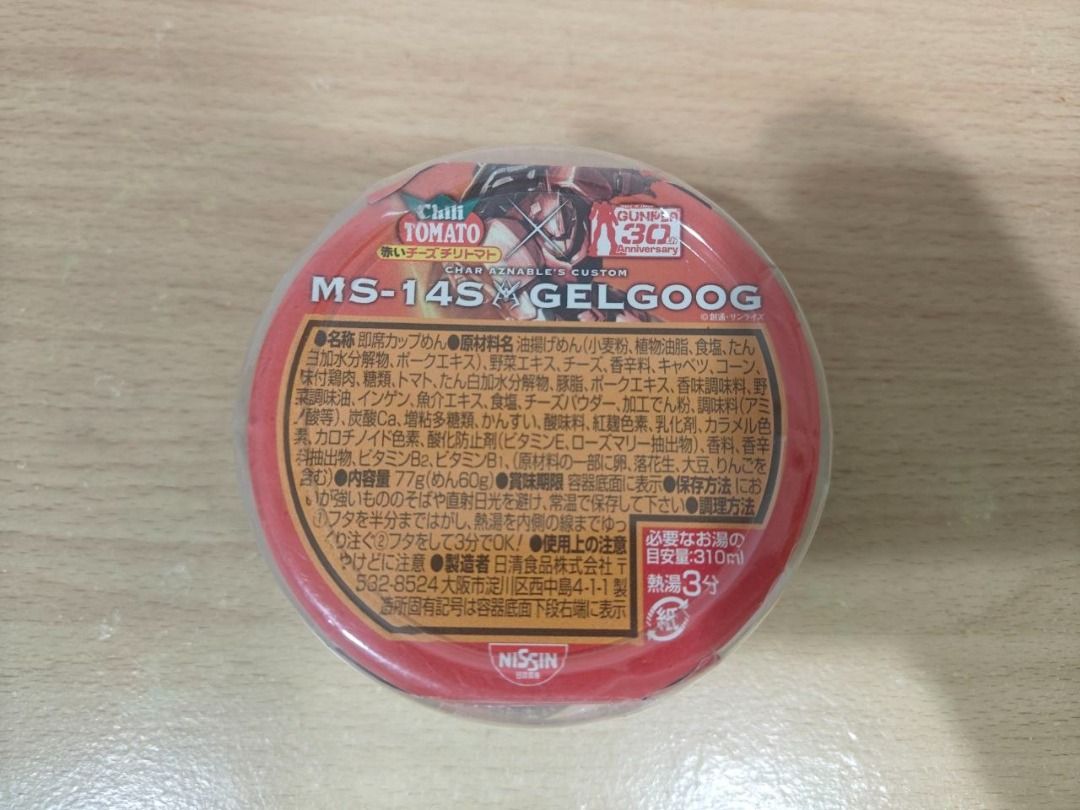 Chili
TOMATO
赤いチーズチリトマト
×
GUNPLA
30th
Anniversary
CHAR AZNABLE'S CUSTOM
MS-14S GELGOOG
©創通・サンライズ
●名称 即席カップめん●原材料名 油揚げめん(小麦粉、植物油脂、食塩、たん
白加水分解物、ポークエキス)、野菜エキス、チーズ、香辛料、キャベツ、コーン、
味付鶏肉、糖類、トマト、たん白加水分解物、豚脂、ポークエキス、香味調味料、野
菜調味油、インゲン、魚介エキス、食塩、チーズパウダー、加工でん粉、調味料(アミ
ノ酸等)、炭酸Ca、増粘多糖類、かんすい、酸味料、紅麹色素、乳化剤、カラメル色
素、カロチノイド色素、酸化防止剤(ビタミンE、ローズマリー抽出物)、香料、香辛
料抽出物、ビタミンB2、ビタミンB1、(原材料の一部に卵、落花生、大豆、りんごを
含む)●内容量 77g(めん60g)●賞味期限 容器底面に表示●保存方法 にお
いが強いもののそばや直射日光を避け、常温で保存して下さい●調理方法
①フタを半分まではがし、熱湯を内側の線までゆっ
くり注ぐ②フタをして3分でOK! ●使用上の注意
やけどに注意 ●製造者 日清食品株式会社 〒
532-8524 大阪市淀川区西中島4-1-1 製
造所固有記号は容器底面下段右端に表示
必要なお湯の
目安量:310ml
熱湯3分
紙
NISSIN
日清食品